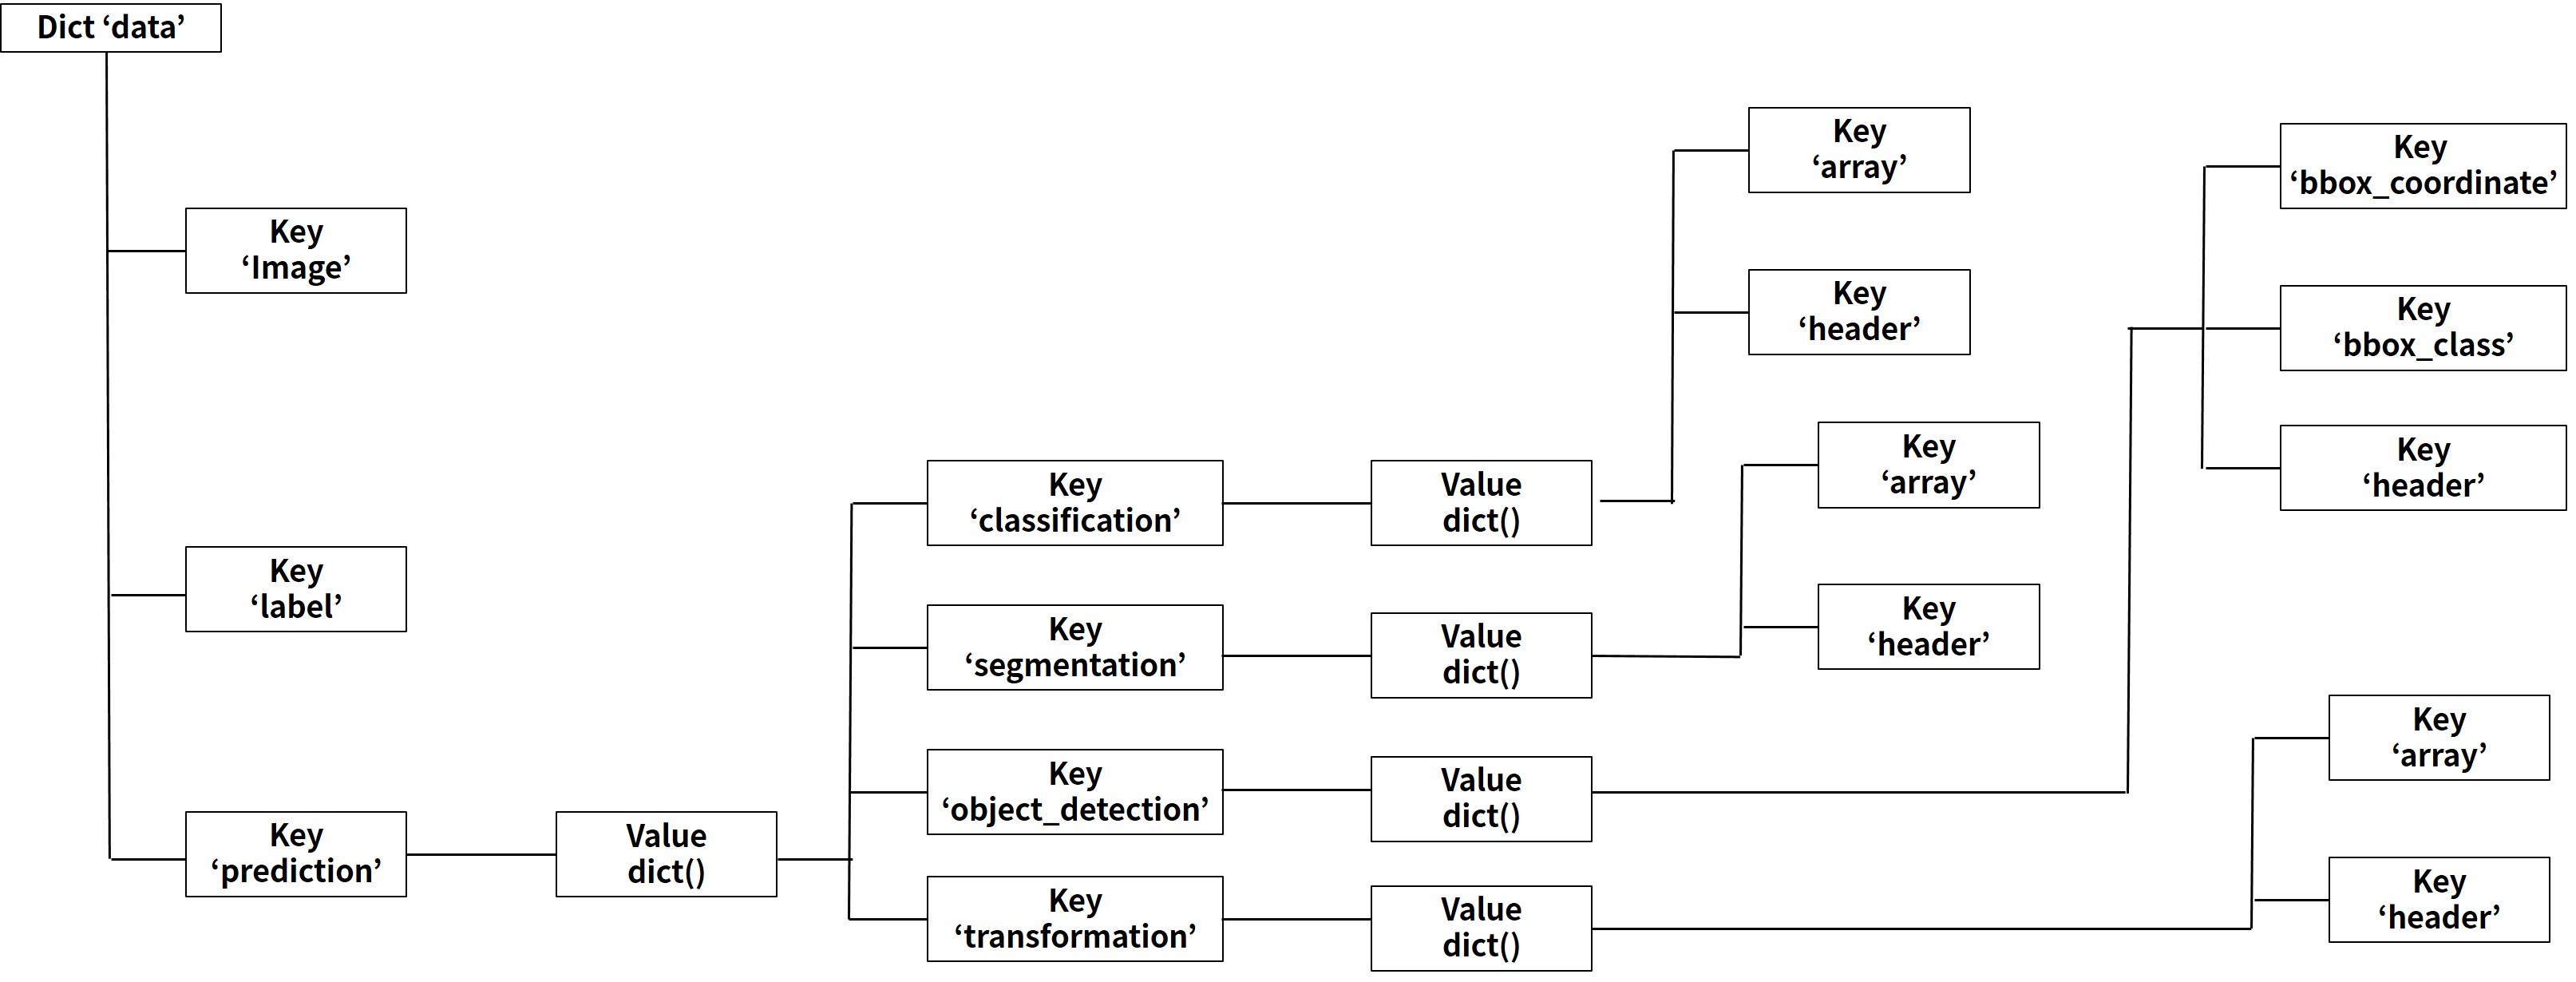 Dict ‘data’
Key
‘Image’
Key
‘label’
Key
‘prediction’
Value
dict()
Key
‘classification’
Value
dict()
Key
‘array’
Key
‘header’
Key
‘segmentation’
Value
dict()
Key
‘array’
Key
‘header’
Key
‘object_detection’
Value
dict()
Key
‘bbox_coordinate’
Key
‘bbox_class’
Key
‘header’
Key
‘transformation’
Value
dict()
Key
‘array’
Key
‘header’